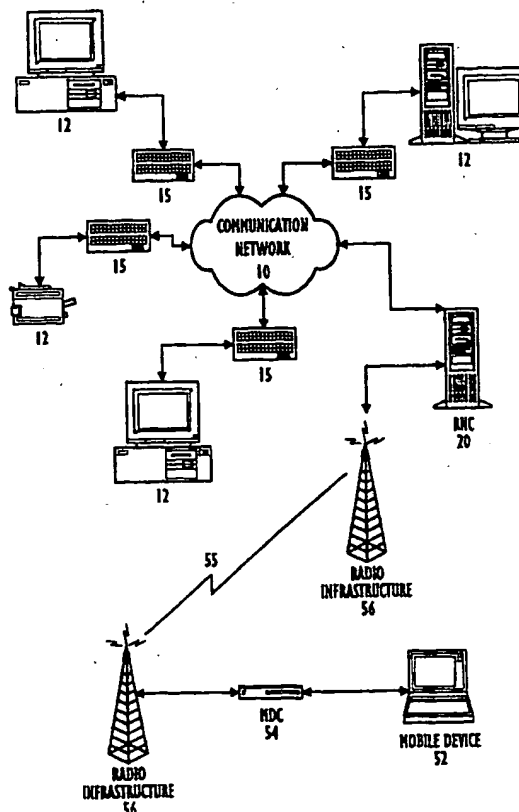 12
12
15
15
COMMUNICATION
NETWORK
10
15
12
15
RNC
20
12
RADIO
INFRASTRUCTURE
56
55
MDC
54
MOBILE DEVICE
52
RADIO
INFRASTRUCTURE
56